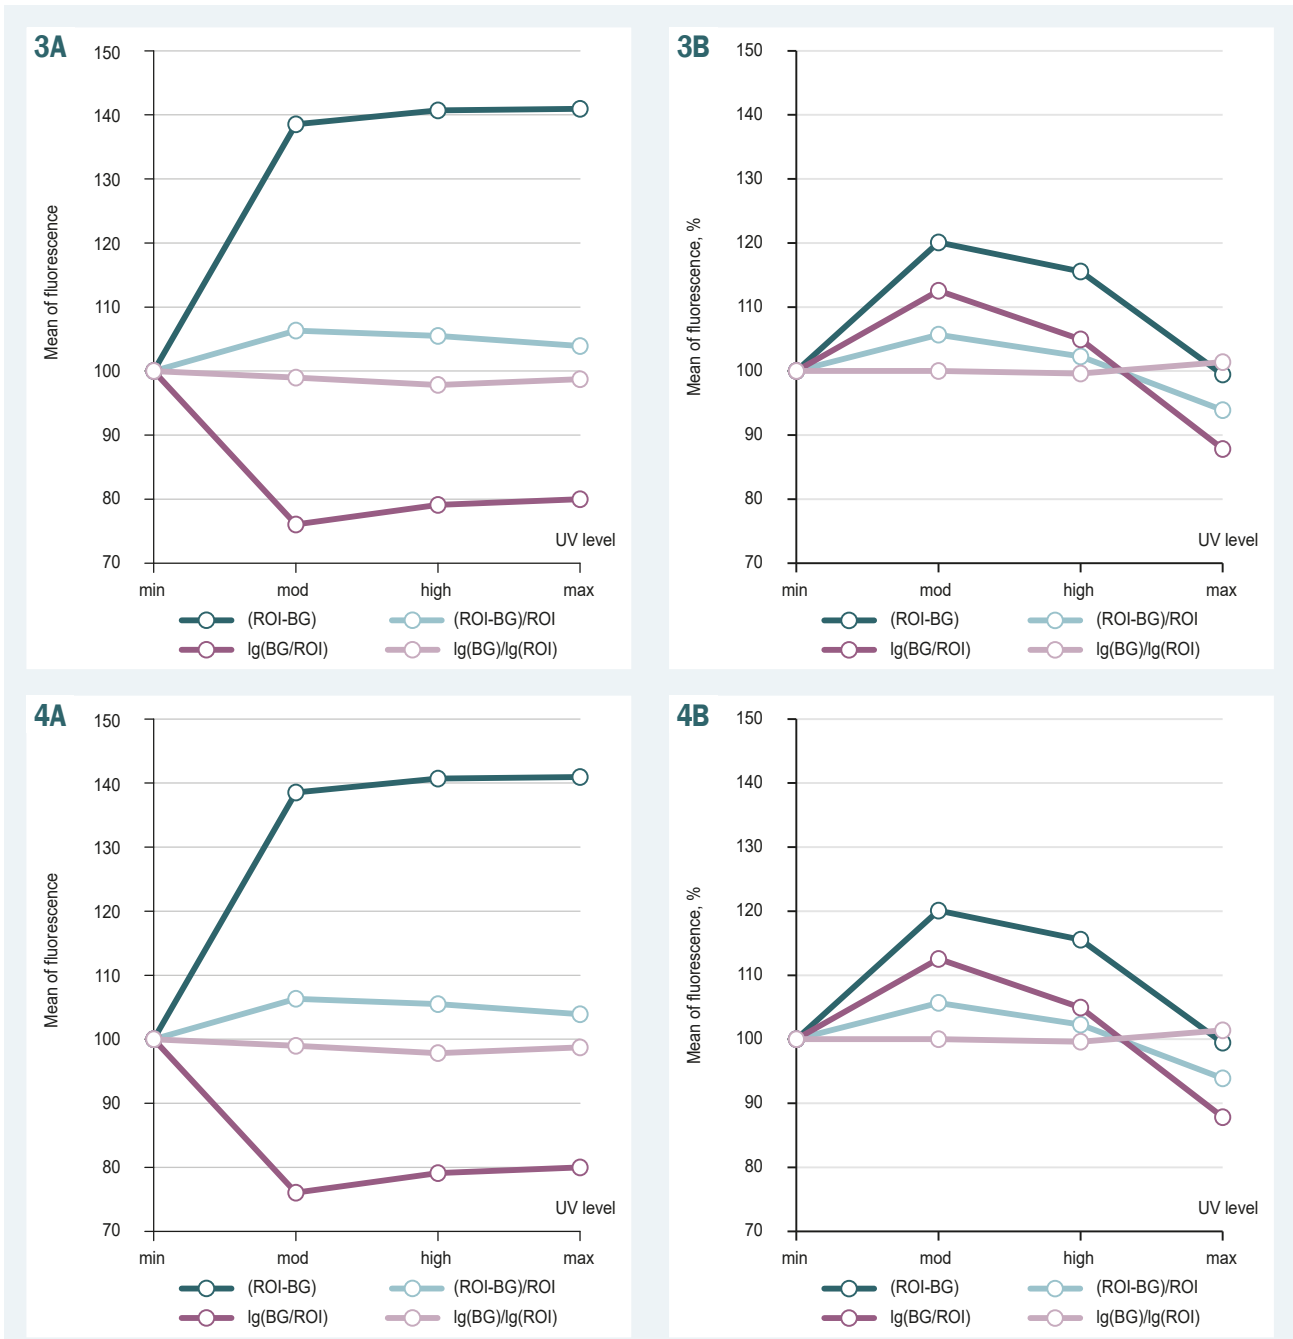 3A
150
140
130
120
110
100
90
80
70
Mean of fluorescence
UV level
min mod high max
(ROI-BG) (ROI-BG)/ROI
lg(BG/ROI) lg(BG)/lg(ROI)
3B
150
140
130
120
110
100
90
80
70
Mean of fluorescence, %
UV level
min mod high max
(ROI-BG) (ROI-BG)/ROI
lg(BG/ROI) lg(BG)/lg(ROI)
4A
150
140
130
120
110
100
90
80
70
Mean of fluorescence
UV level
min mod high max
(ROI-BG) (ROI-BG)/ROI
lg(BG/ROI) lg(BG)/lg(ROI)
4B
150
140
130
120
110
100
90
80
70
Mean of fluorescence, %
UV level
min mod high max
(ROI-BG) (ROI-BG)/ROI
lg(BG/ROI) lg(BG)/lg(ROI)